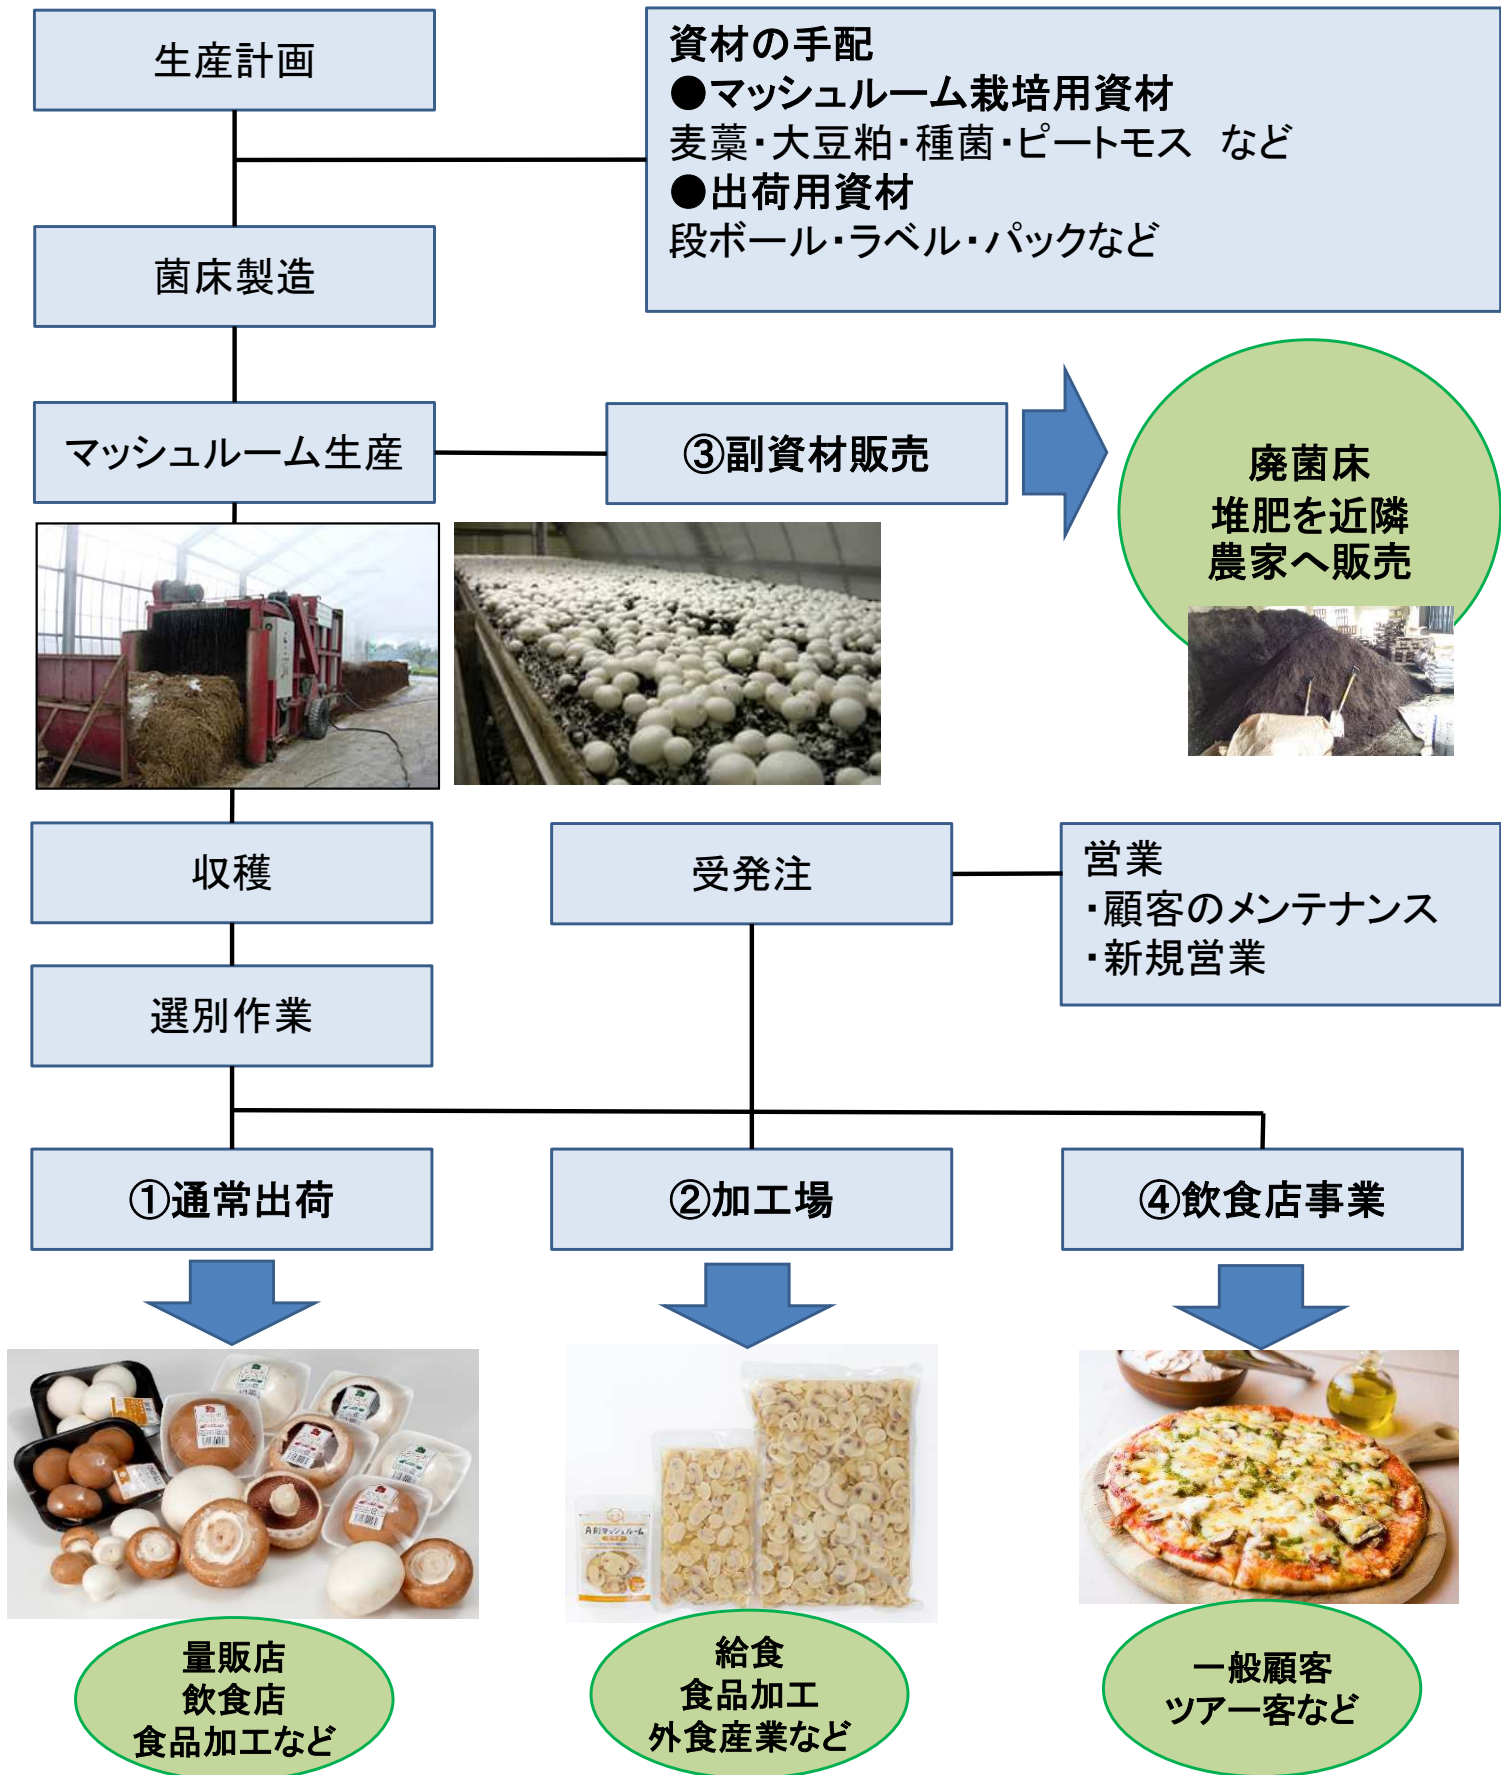 生産計画
資材の手配
●マッシュルーム栽培用資材
麦藁・大豆粕・種菌・ピートモス　など
●出荷用資材
段ボール・ラベル・パックなど
菌床製造
マッシュルーム生産
③副資材販売
廃菌床
堆肥を近隣
農家へ販売
収穫
受発注
営業
・顧客のメンテナンス
・新規営業
選別作業
①通常出荷
②加工場
④飲食店事業
マッシュルーム
量販店
飲食店
食品加工など
給食
食品加工
外食産業など
一般顧客
ツアー客など